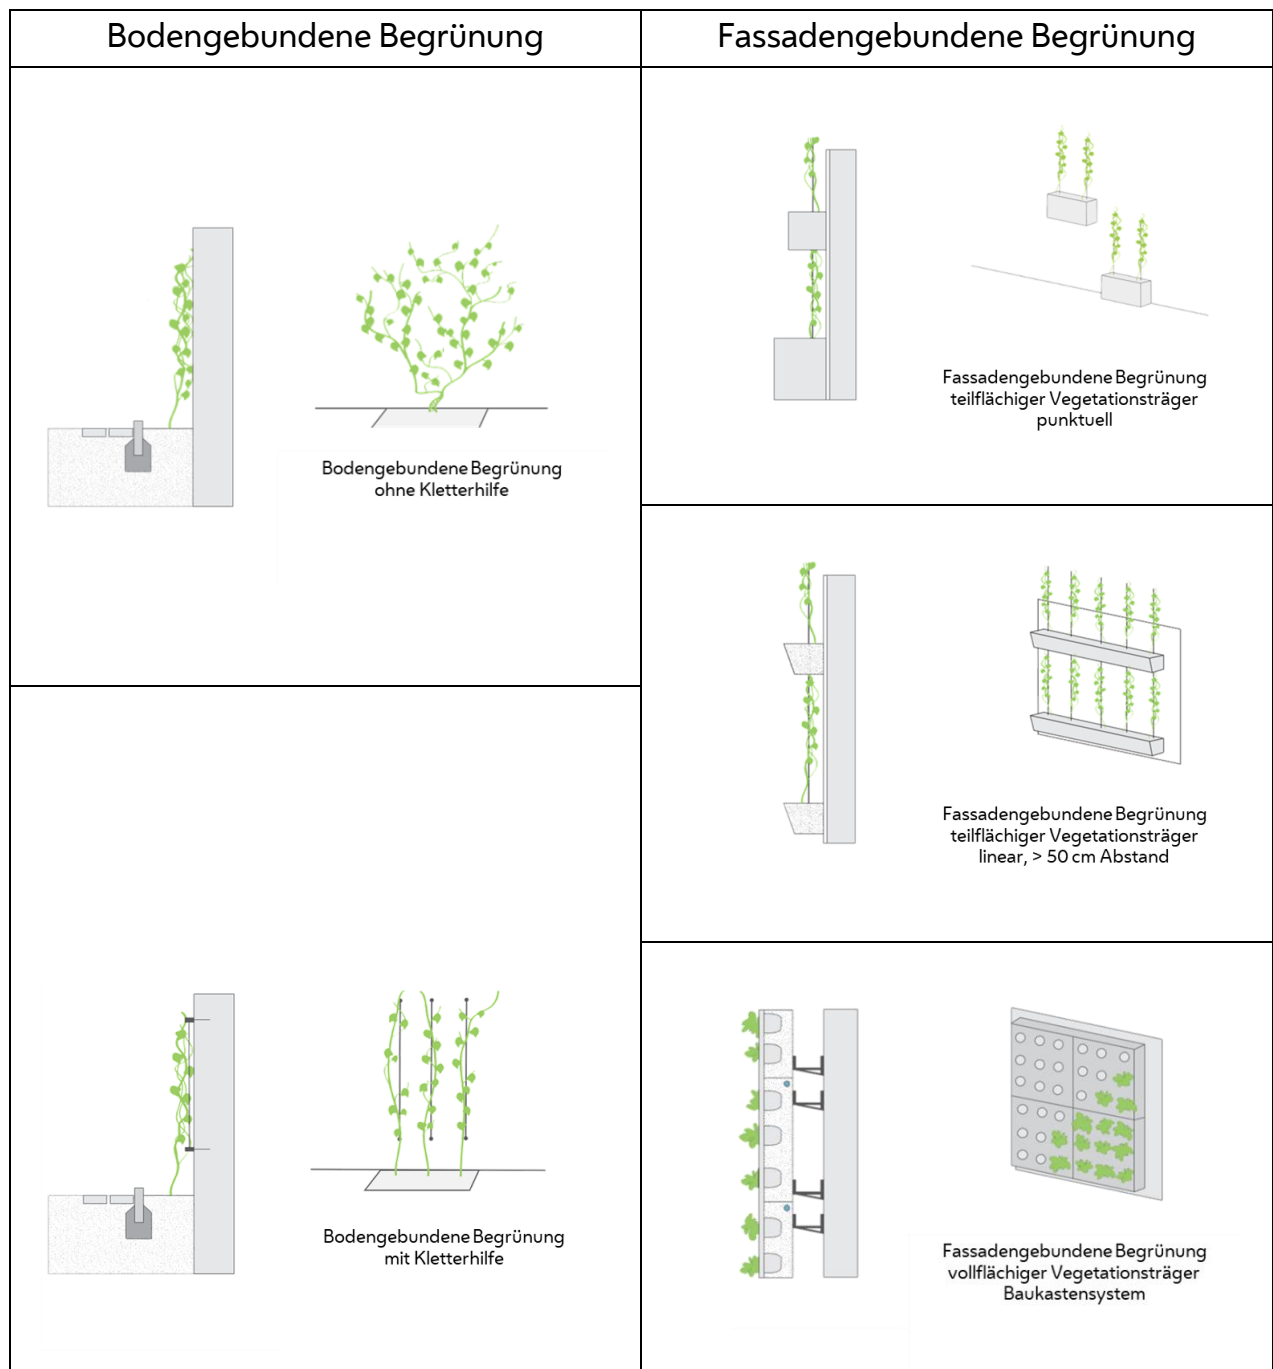 Bodengebundene Begrünung
Fassadengebundene Begrünung
Bodengebundene Begrünung
ohne Kletterhilfe
Bodengebundene Begrünung
mit Kletterhilfe
Fassadengebundene Begrünung
teilflächiger Vegetationsträger
punktuell
Fassadengebundene Begrünung
teilflächiger Vegetationsträger
linear, > 50 cm Abstand
Fassadengebundene Begrünung
vollflächiger Vegetationsträger
Baukastensystem